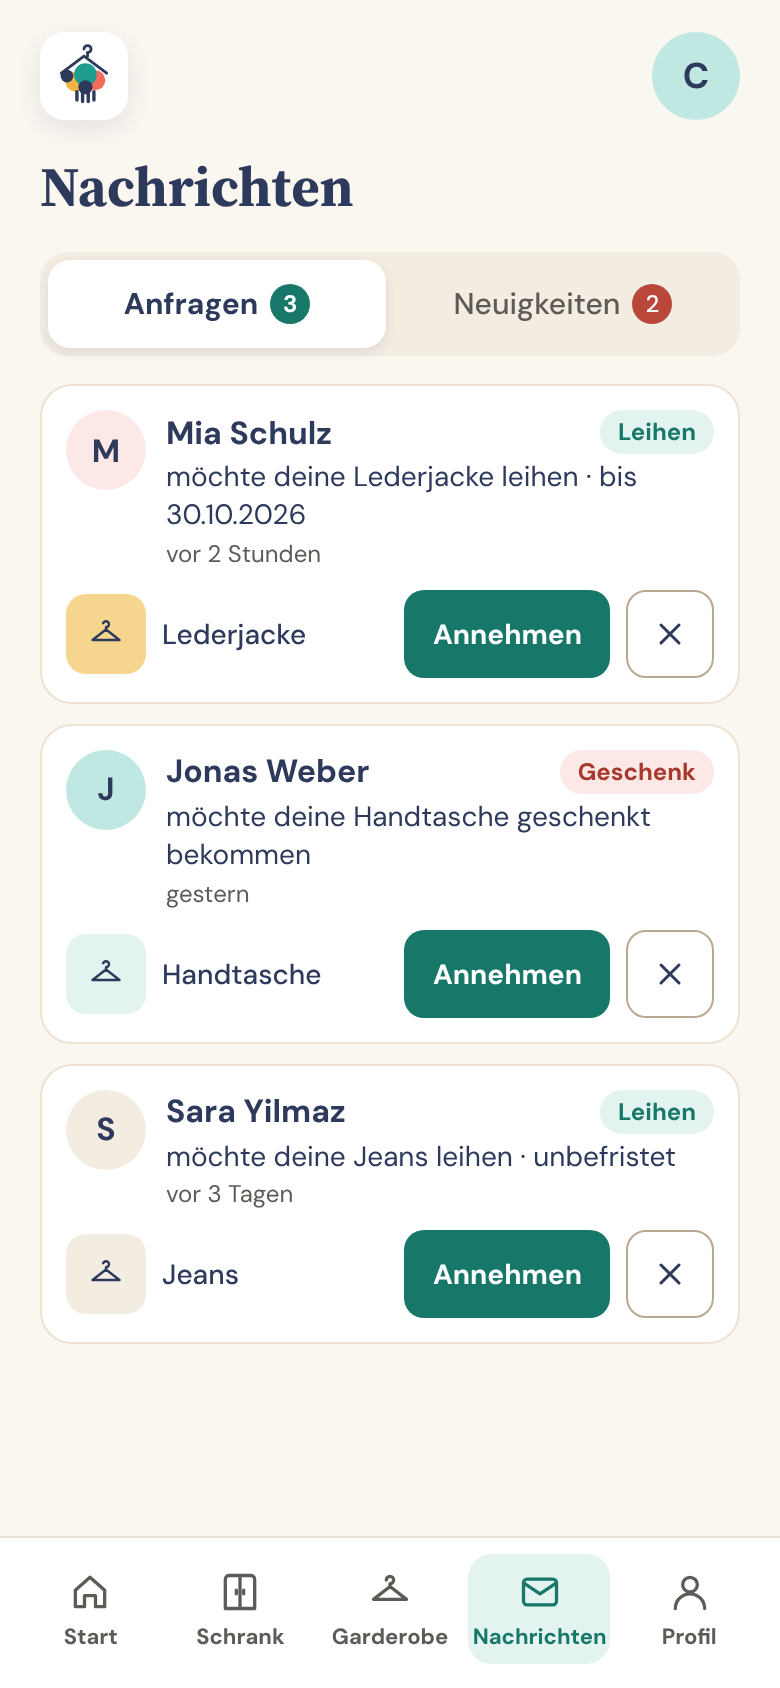 C
Nachrichten
Anfragen 3
Neuigkeiten 2
M
Mia Schulz
Leihen
möchte deine Lederjacke leihen · bis
30.10.2026
vor 2 Stunden
Lederjacke
Annehmen
J
Jonas Weber
Geschenk
möchte deine Handtasche geschenkt
bekommen
gestern
Handtasche
Annehmen
S
Sara Yilmaz
Leihen
möchte deine Jeans leihen · unbefristet
vor 3 Tagen
Jeans
Annehmen
Start
Schrank
Garderobe
Nachrichten
Profil